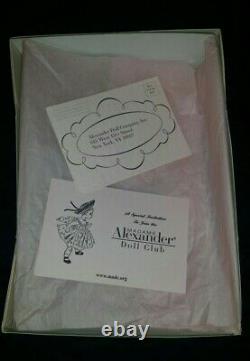 Alexander Doll Company, Inc.
615 West 131st Street
New York, NY 10027
A Special Invitation
To Join the
MADAME
Alexander®
Doll Club
www.madc.org